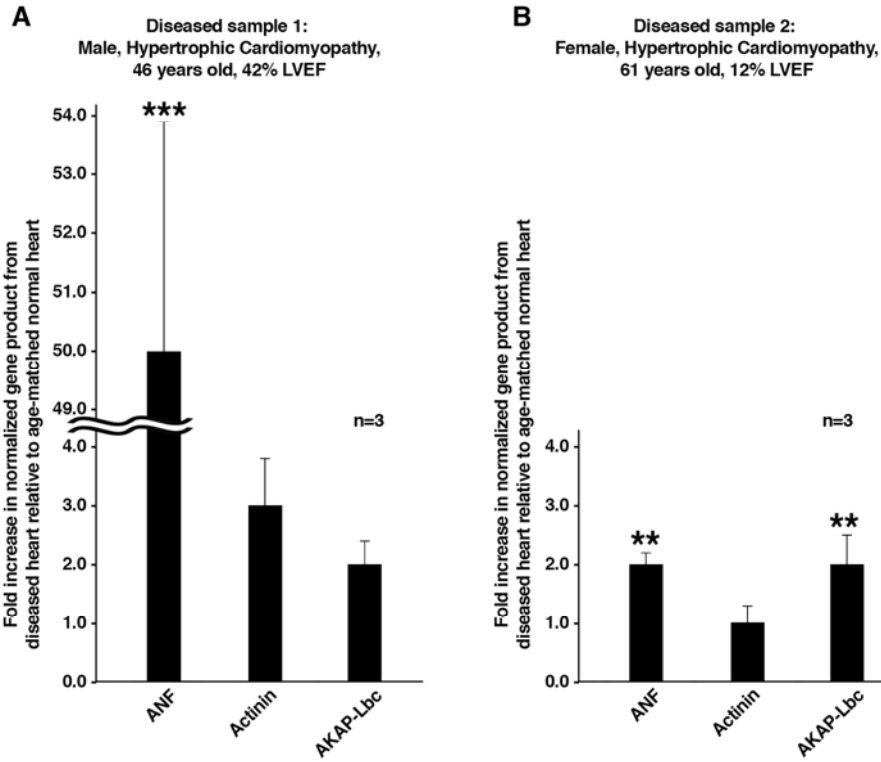 A
Diseased sample 1:
Male, Hypertrophic Cardiomyopathy,
46 years old, 42% LVEF
Fold increase in normalized gene product from
diseased heart relative to age-matched normal heart
54.0
53.0
52.0
51.0
50.0
49.0
4.0
3.0
2.0
1.0
0.0
***
n=3
ANF
Actinin
AKAP-Lbc
B
Diseased sample 2:
Female, Hypertrophic Cardiomyopathy,
61 years old, 12% LVEF
Fold increase in normalized gene product from
diseased heart relative to age-matched normal heart
4.0
3.0
2.0
1.0
0.0
n=3
**
**
ANF
Actinin
AKAP-Lbc